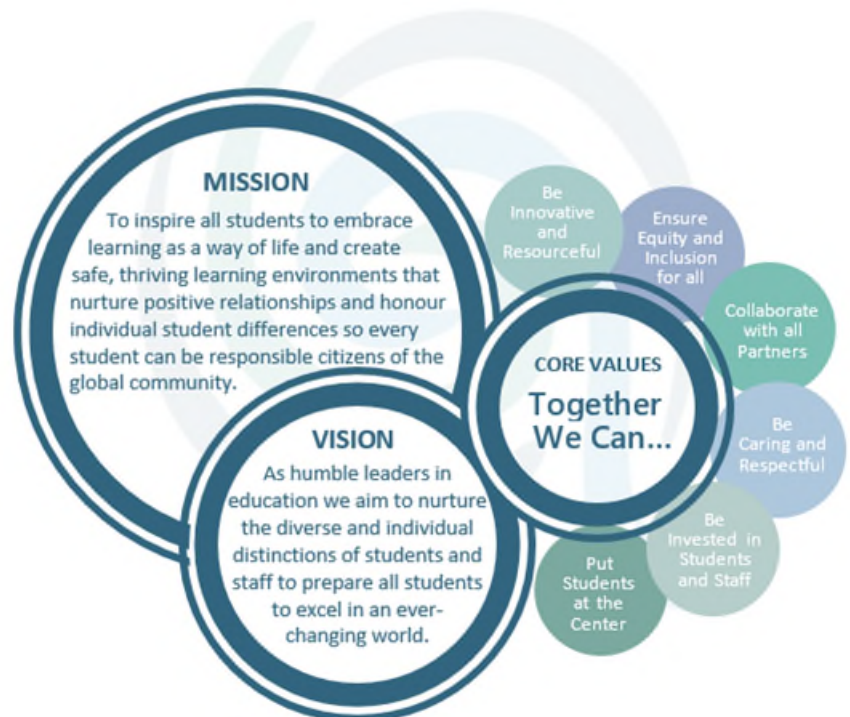 MISSION
To inspire all students to embrace
learning as a way of life and create
safe, thriving learning environments that
nurture positive relationships and honour
individual student differences so every
student can be responsible citizens of the
global community.
VISION
As humble leaders in
education we aim to nurture
the diverse and individual
distinctions of students and
staff to prepare all students
to excel in an ever-
changing world.
CORE VALUES
Together
We Can...
Be
Innovative
and
Resourceful
Ensure
Equity and
Inclusion
for all
Collaborate
with all
Partners
Be
Caring and
Respectful
Be
Invested in
Students
and Staff
Put
Students
at the
Center